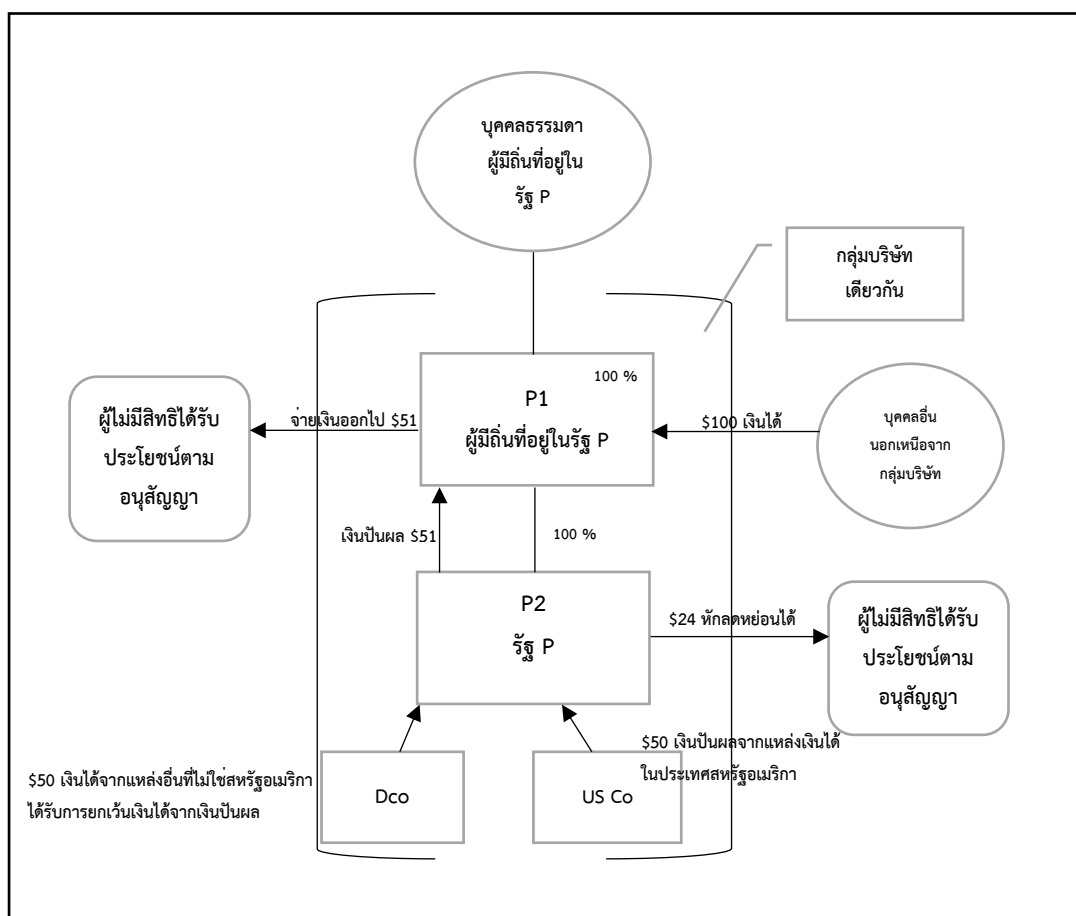 บุคคลธรรมดา
ผู้มีถิ่นที่อยู่ใน
รัฐ P
กลุ่มบริษัท
เดียวกัน
100 %
P1
ผู้มีถิ่นที่อยู่ในรัฐ P
จ่ายเงินออกไป $51
ผู้ไม่มีสิทธิได้รับ
ประโยชน์ตาม
อนุสัญญา
$100 เงินได้
บุคคลอื่น
นอกเหนือจาก
กลุ่มบริษัท
เงินปันผล $51
100 %
P2
รัฐ P
$24 หักลดหย่อนได้
ผู้ไม่มีสิทธิได้รับ
ประโยชน์ตาม
อนุสัญญา
$50 เงินปันผลจากแหล่งเงินได้
ในประเทศสหรัฐอเมริกา
$50 เงินได้จากแหล่งอื่นที่ไม่ใช่สหรัฐอเมริกา
ได้รับการยกเว้นเงินได้จากเงินปันผล
Dco
US Co